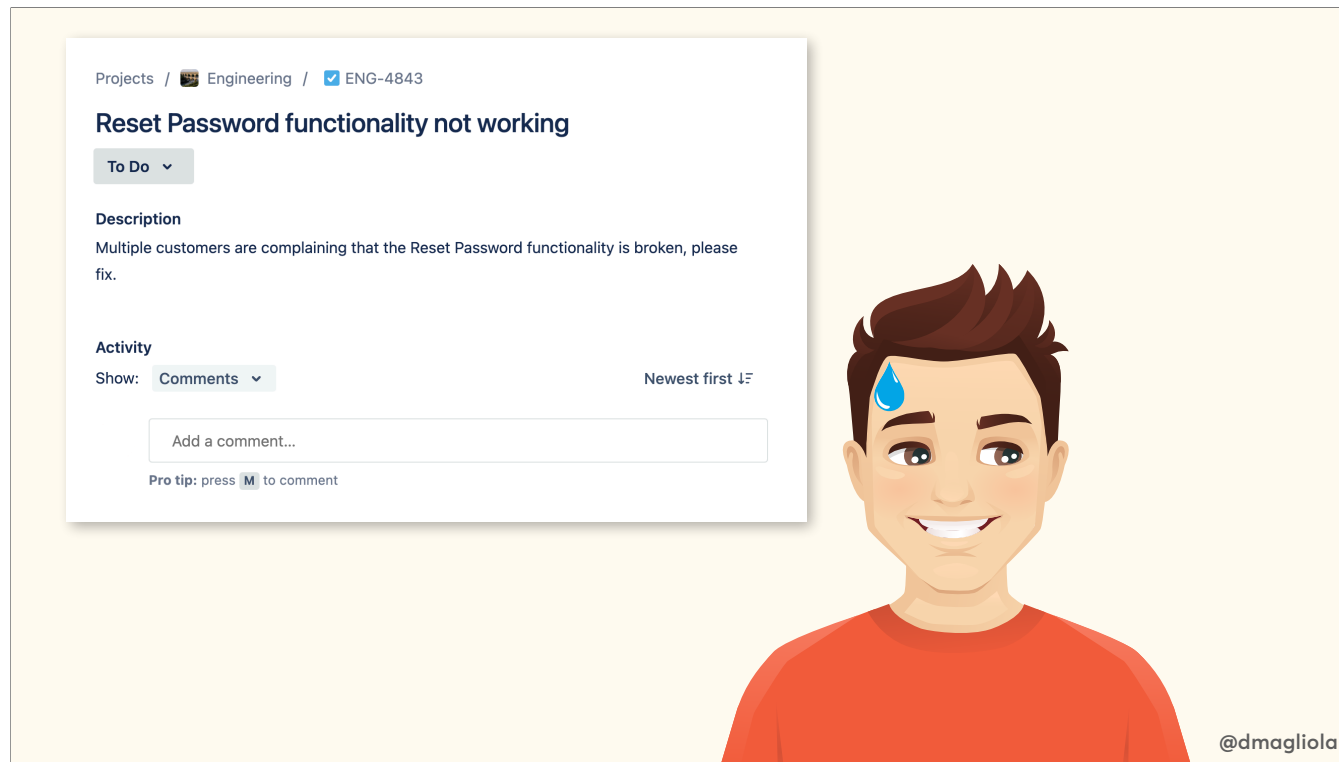 Projects / Engineering / ENG-4843
Reset Password functionality not working
To Do
Description
Multiple customers are complaining that the Reset Password functionality is broken, please
fix.
Activity
Show: Comments Newest first
Add a comment...
Pro tip: press M to comment
@dmagliola